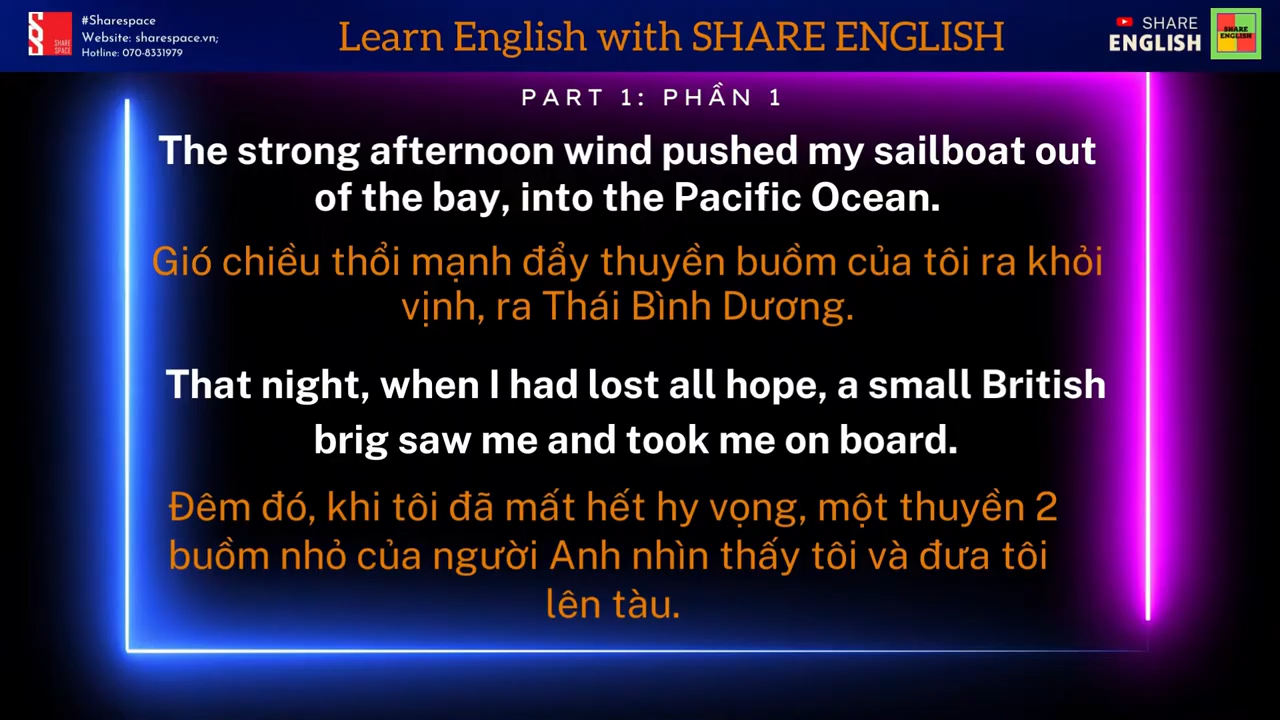 #Sharespace
Website: sharespace.vn;
Hotline: 070-8331979
SHARE
SPACE
Learn English with SHARE ENGLISH
SHARE
ENGLISH
SHARE
ENGLISH
PART 1: PHẦN 1
The strong afternoon wind pushed my sailboat out
of the bay, into the Pacific Ocean.
Gió chiều thổi mạnh đẩy thuyền buồm của tôi ra khỏi
vịnh, ra Thái Bình Dương.
That night, when I had lost all hope, a small British
brig saw me and took me on board.
Đêm đó, khi tôi đã mất hết hy vọng, một thuyền 2
buồm nhỏ của người Anh nhìn thấy tôi và đưa tôi
lên tàu.